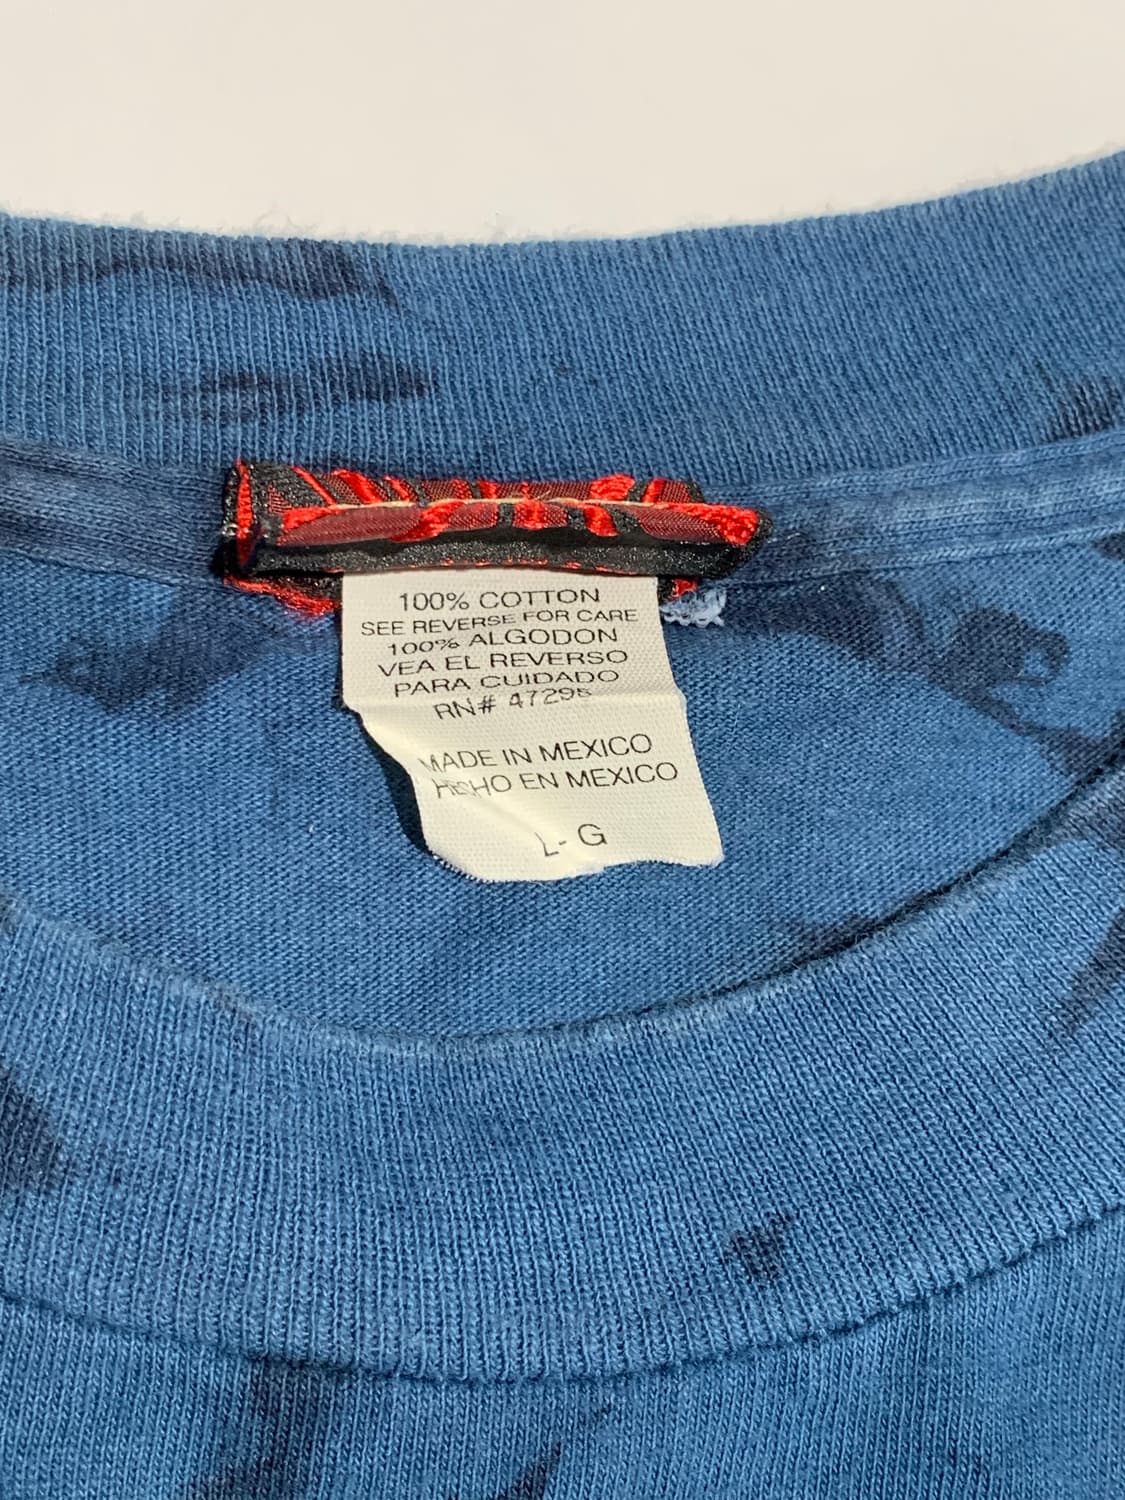 100% COTTON
SEE REVERSE FOR CARE
100% ALGODON
VEA EL REVERSO
PARA CUIDADO
RN# 47295
MADE IN MEXICO
HECHO EN MEXICO
L- G